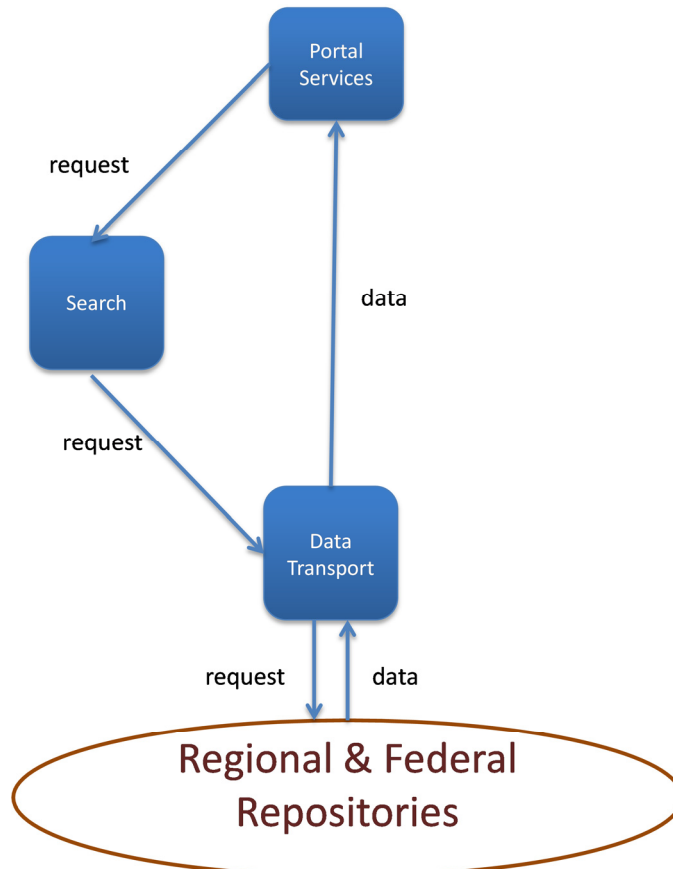 Portal
Services
request
Search
data
request
Data
Transport
request
data
Regional & Federal
Repositories